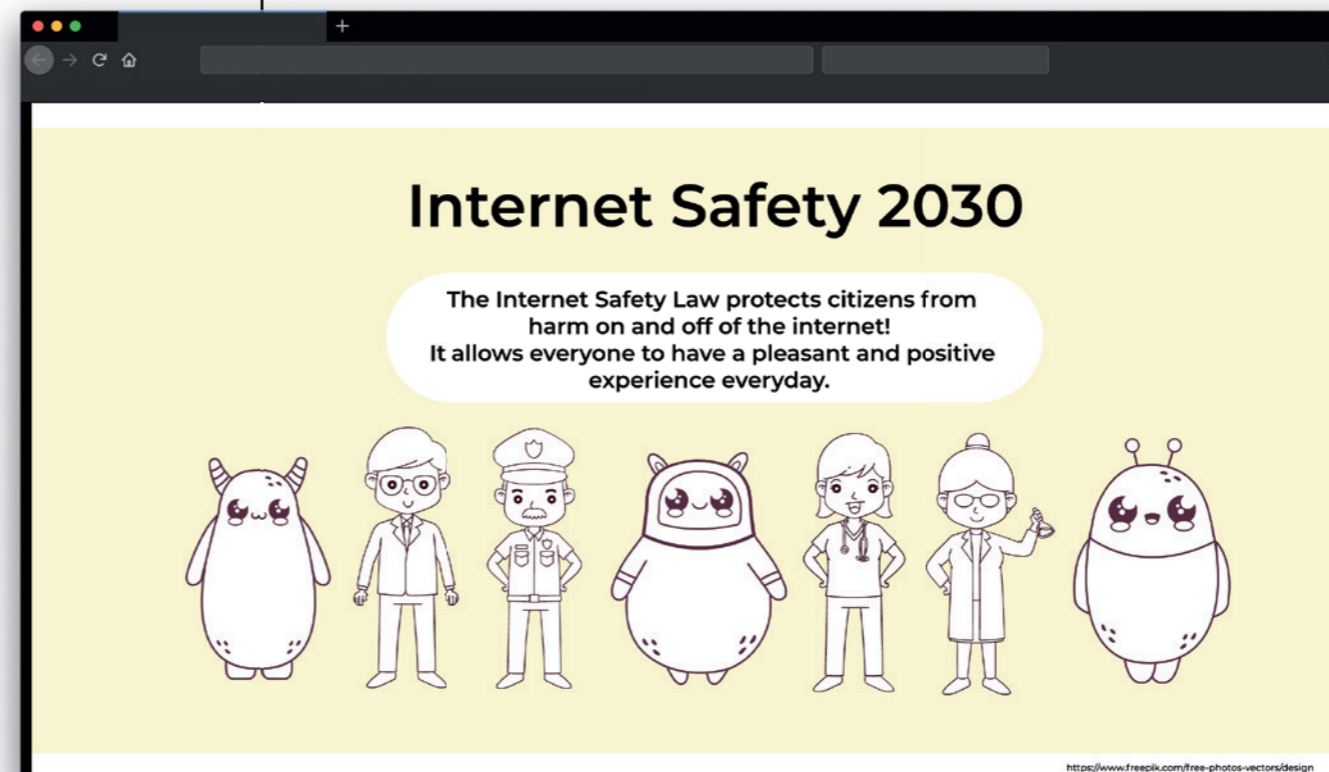 Internet Safety 2030
The Internet Safety Law protects citizens from
harm on and off of the internet!
It allows everyone to have a pleasant and positive
experience everyday.
https://www.freepik.com/free-photos-vectors/design